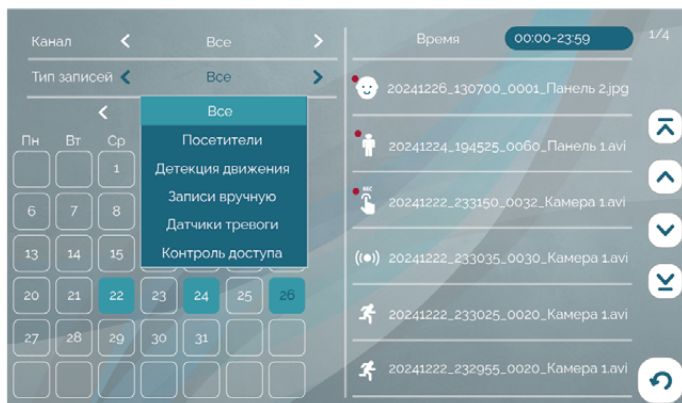 Канал < Все >
Тип записей < Все >
<
Все
Посетители
Детекция движения
Записи вручную
Датчики тревоги
Контроль доступа
Пн Вт Ср
1
6 7 8
13 14 15
20 21 22 23 24 25 26
27 28 29 30 31
Время 00:00-23:59 1/4
20241226_130700_0001_Панель 2.jpg
20241224_194525_0060_Панель 1.avi
REC
20241222_233150_0032_Камера 1.avi
20241222_233035_0030_Камера 1.avi
20241222_233025_0020_Камера 1.avi
20241222_232955_0020_Камера 1.avi